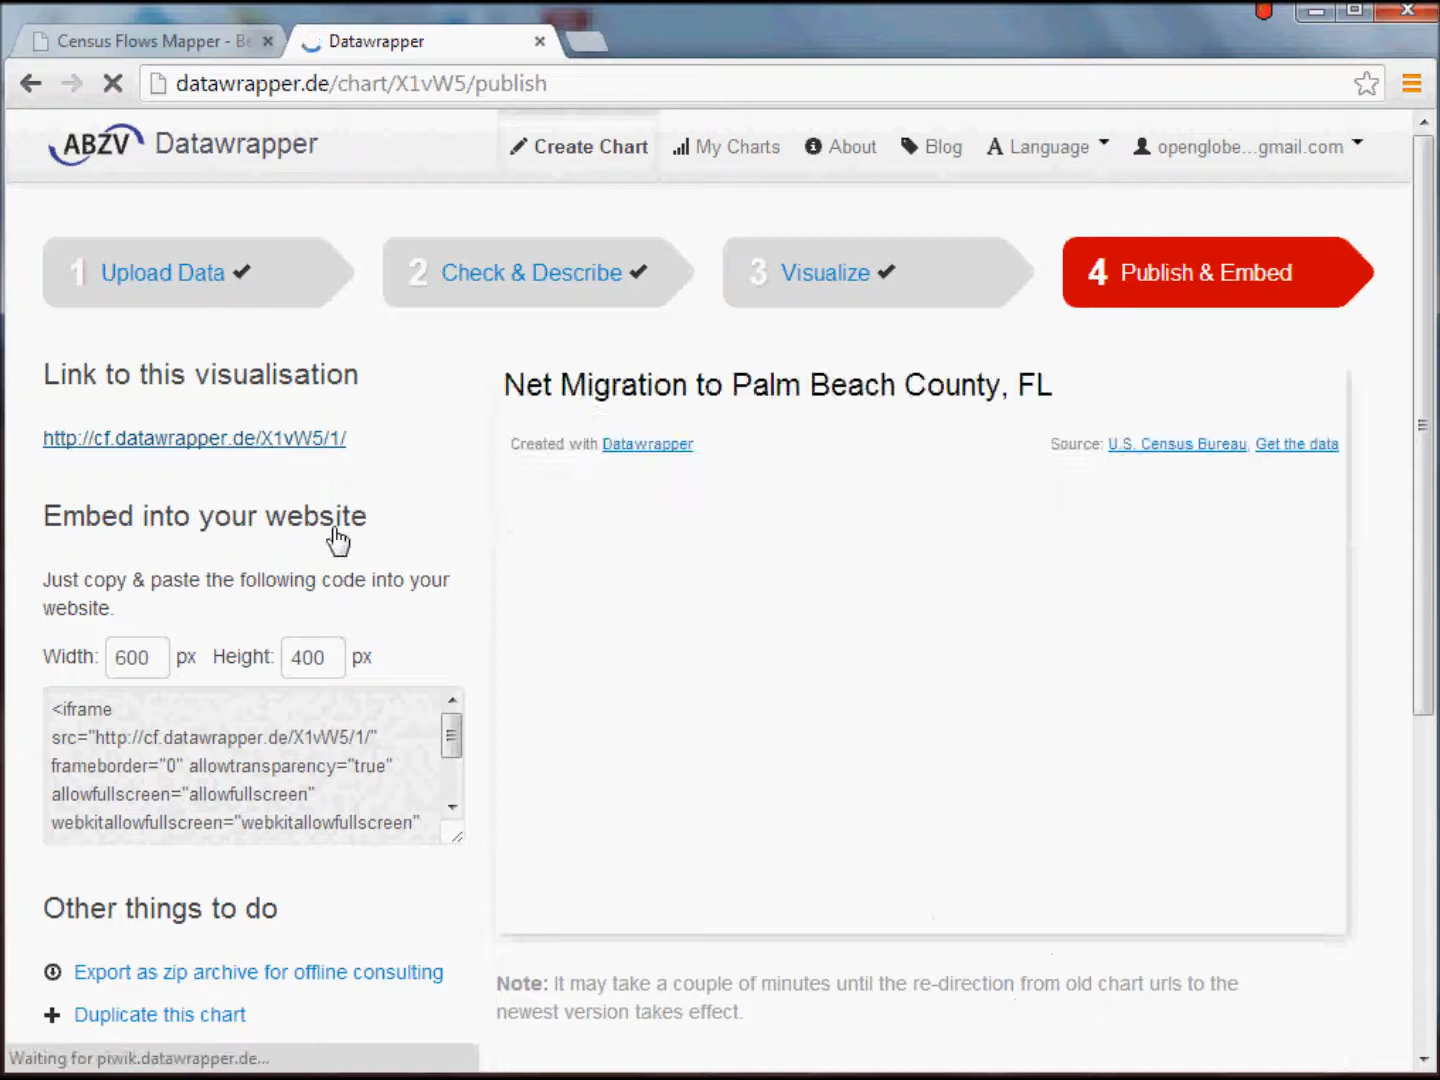 Census Flows Mapper - Be
Datawrapper
datawrapper.de/chart/X1vW5/publish
ABZV Datawrapper
Create Chart
My Charts
About
Blog
A Language
openglobe...gmail.com
1 Upload Data
2 Check & Describe
3 Visualize
4 Publish & Embed
Link to this visualisation
http://cf.datawrapper.de/X1vW5/1/
Embed into your website
Just copy & paste the following code into your
website.
Width: 600 px Height: 400 px
<iframe
src="http://cf.datawrapper.de/X1vW5/1/"
frameborder="0" allowtransparency="true"
allowfullscreen="allowfullscreen"
webkitallowfullscreen="webkitallowfullscreen"
Other things to do
Export as zip archive for offline consulting
Duplicate this chart
Net Migration to Palm Beach County, FL
Created with Datawrapper
Source: U.S. Census Bureau, Get the data
Note: It may take a couple of minutes until the re-direction from old chart urls to the
newest version takes effect.
Waiting for piwik.datawrapper.de...